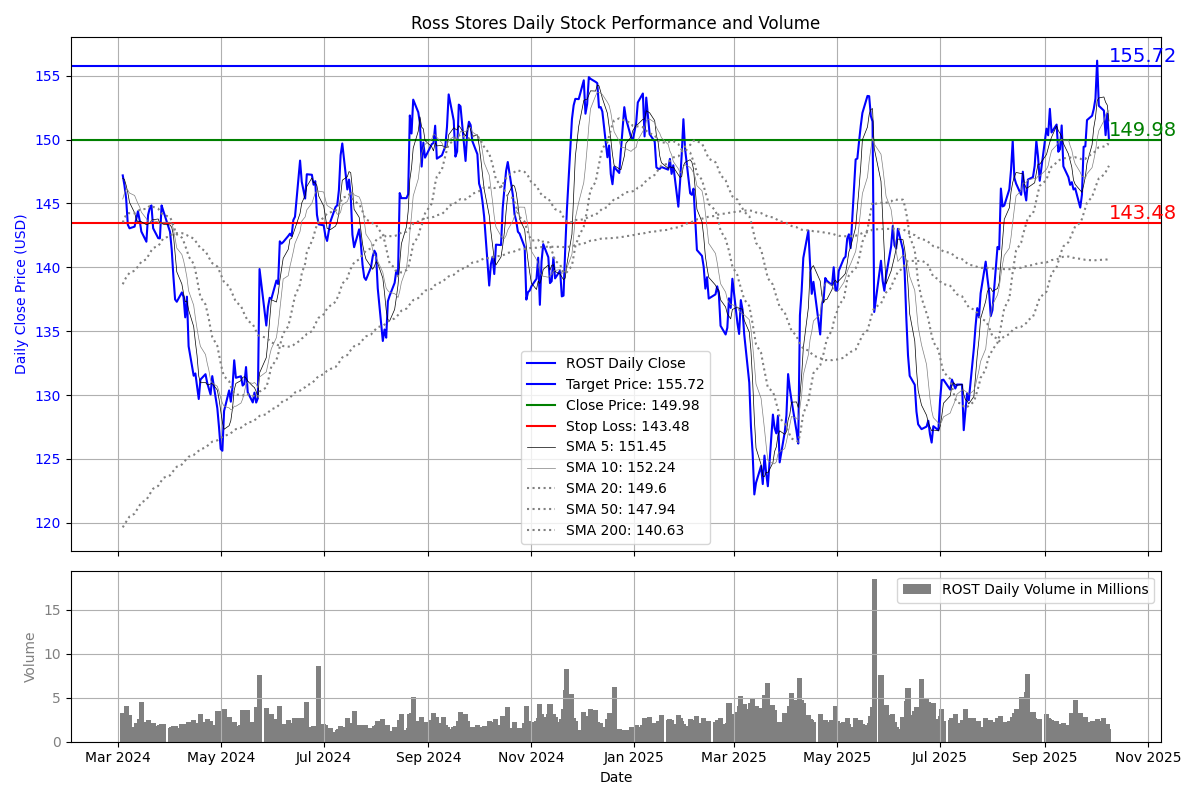 Ross Stores Daily Stock Performance and Volume
155.72
155
150
149.98
145
143.48
140
135
130
125
120
Daily Close Price (USD)
ROST Daily Close
Target Price: 155.72
Close Price: 149.98
Stop Loss: 143.48
SMA 5: 151.45
SMA 10: 152.24
SMA 20: 149.6
SMA 50: 147.94
SMA 200: 140.63
ROST Daily Volume in Millions
15
10
5
0
Volume
Mar 2024 May 2024 Jul 2024 Sep 2024 Nov 2024 Jan 2025 Mar 2025 May 2025 Jul 2025 Sep 2025 Nov 2025
Date